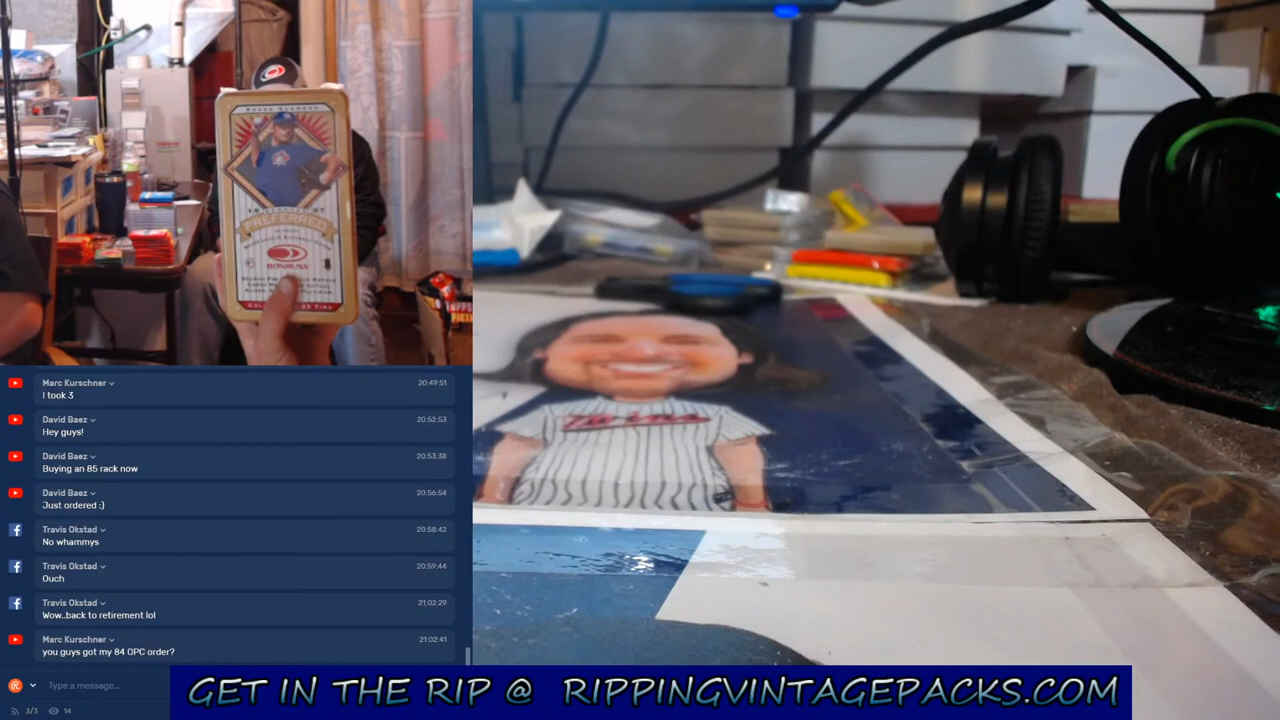 ROGER CLEMENS
PREFERRED
DONRUSS
Marc Kurschner 20:49:51
I took 3
David Baez 20:52:53
Hey guys!
David Baez 20:53:38
Buying an 85 rack now
David Baez 20:56:54
Just ordered :)
Travis Okstad 20:58:42
No whammys
Travis Okstad 20:59:44
Ouch
Travis Okstad 21:02:29
Wow..back to retirement lol
Marc Kurschner 21:02:41
you guys got my 84 OPC order?
Type a message...
3/3 14
Twins
GET IN THE RIP @ RIPPINGVINTAGEPACKS.COM